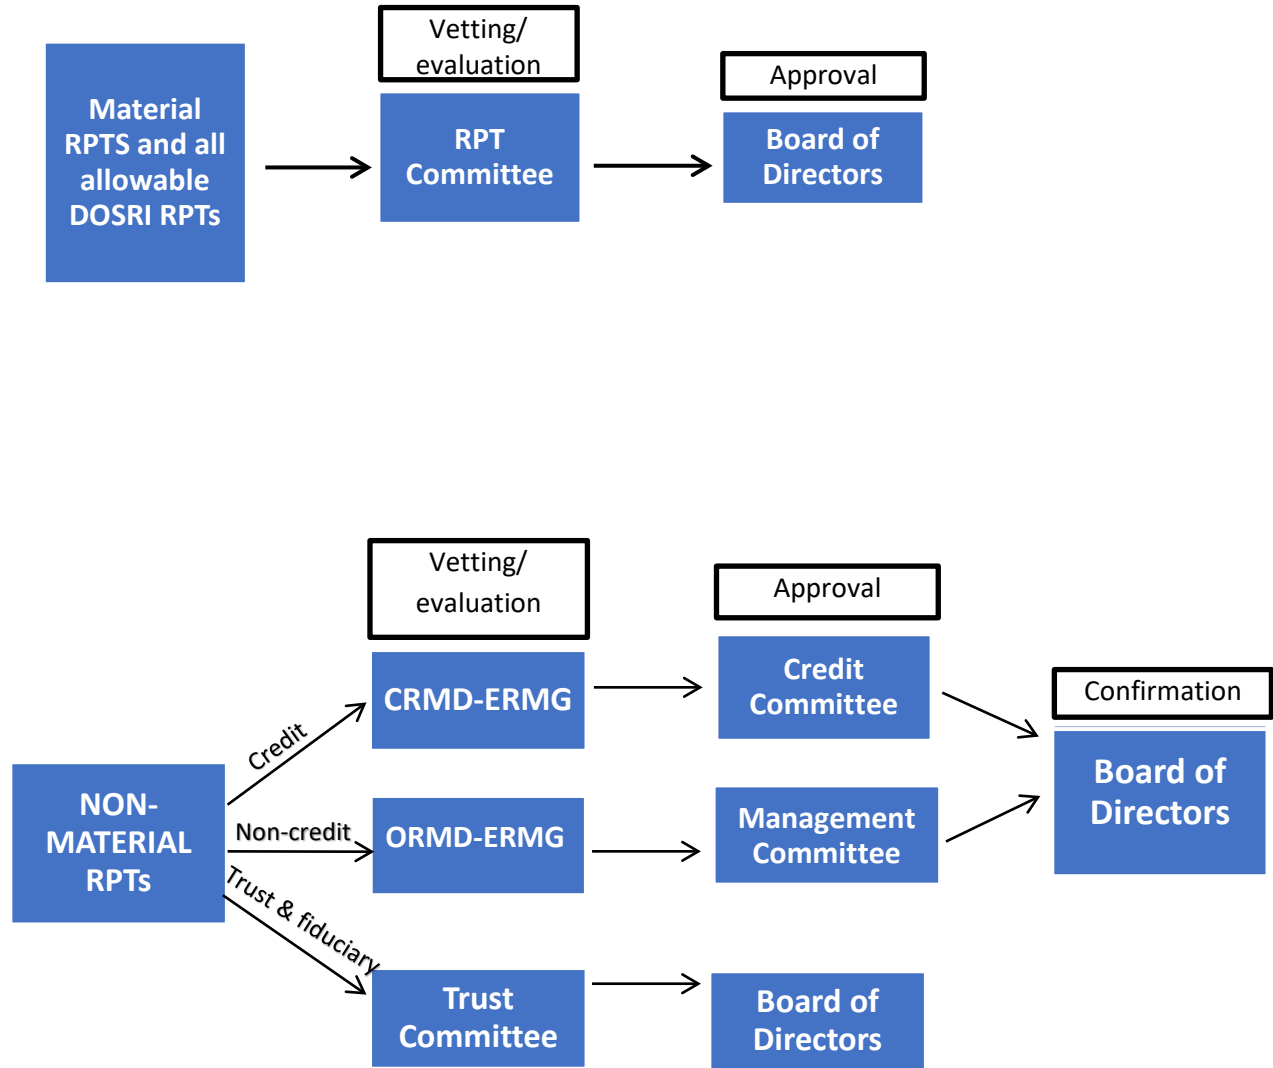 Vetting/
evaluation
Approval
Material
RPTS and all
allowable
DOSRI RPTs
RPT
Committee
Board of
Directors
Vetting/
evaluation
Approval
Confirmation
NON-
MATERIAL
RPTs
Credit
Non-credit
Trust & fiduciary
CRMD-ERMG
Credit
Committee
ORMD-ERMG
Management
Committee
Board of
Directors
Trust
Committee
Board of
Directors